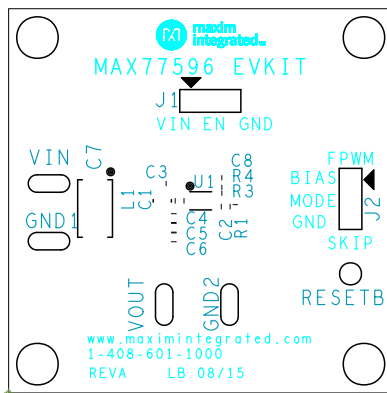 maxim
integrated™
MAX77596 EVKIT
J1
VIN EN GND
VIN
C7
C3
U1
C8
R4
R3
FPWM
BIAS
MODE
GND
SKIP
J2
GND1
L1
C1
C4
C5
C6
C2
R1
RESETB
VOUT
GND2
www.maximintegrated.com
1-408-601-1000
REVA LB 08/15